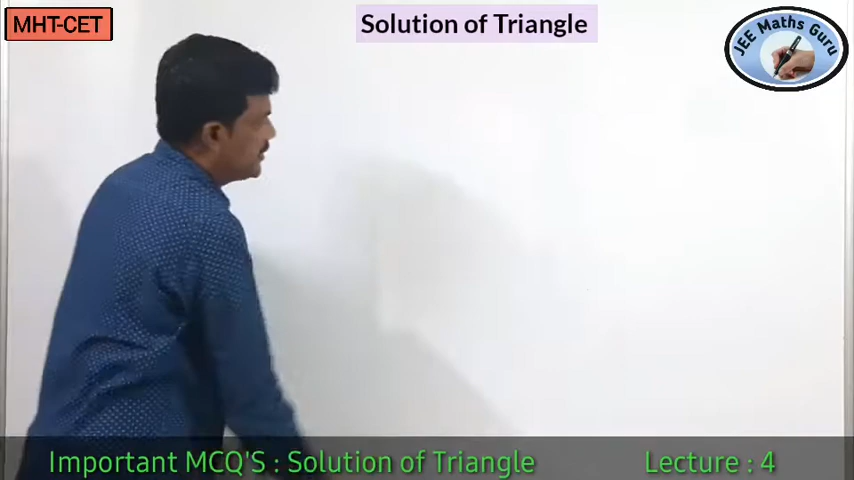 MHT-CET
Solution of Triangle
JEE Maths Guru
Important MCQ'S : Solution of Triangle
Lecture : 4